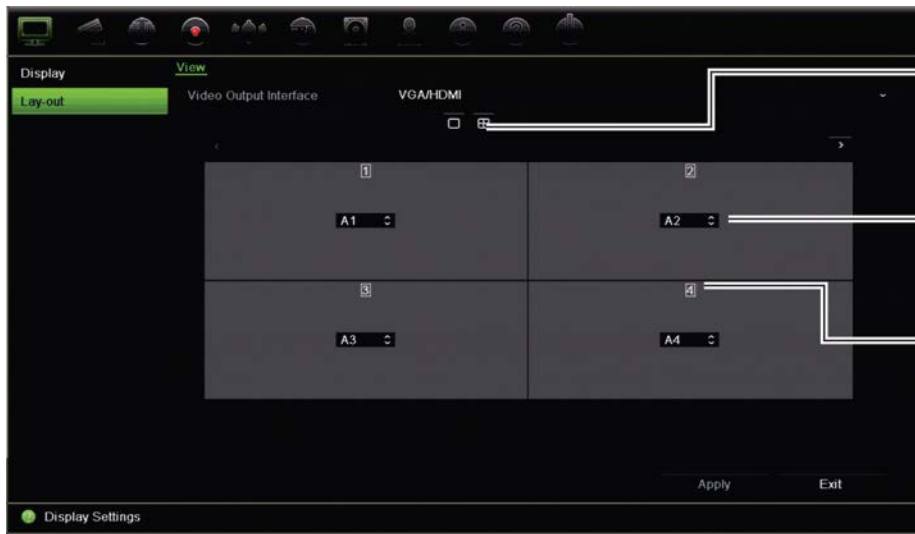 Display
View
Lay-out
Video Output Interface VGA/HDMI
1 2
A1 A2
3 4
A3 A4
Apply Exit
Display Settings